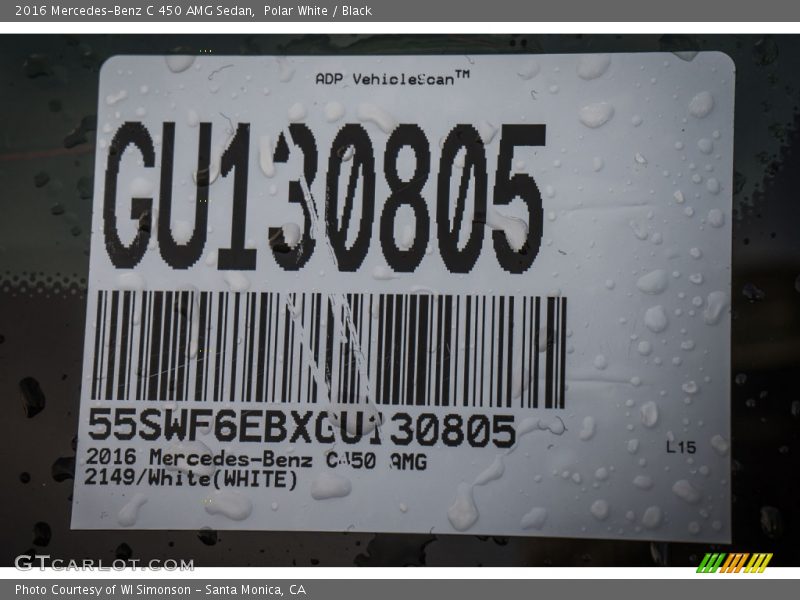 2016 Mercedes-Benz C 450 AMG Sedan,  Polar White / Black
ADP VehicleScan™
GU130805
55SWF6EBXGU130805
2016 Mercedes-Benz C450 AMG
L15
2149/White(WHITE)
GTcarlot.com
Photo Courtesy of WI Simonson - Santa Monica, CA